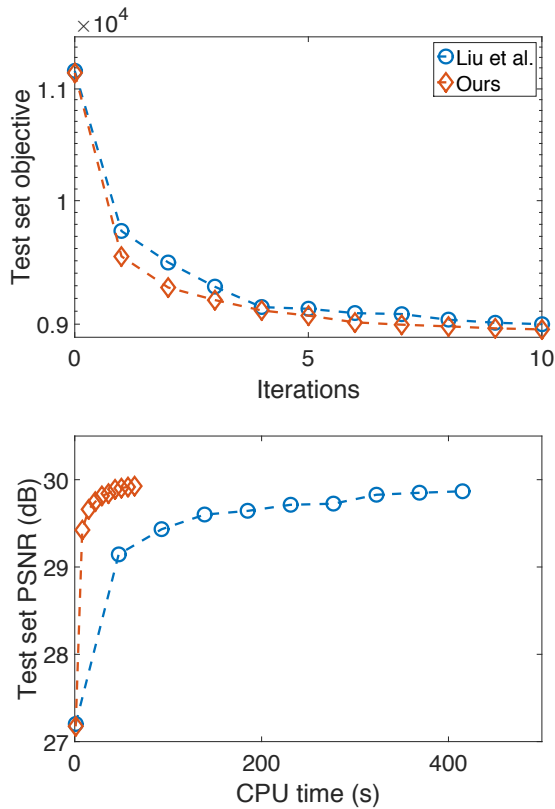 ×10⁴
1.1
1
0.9
Test set objective
0
5
10
Iterations
Liu et al.
Ours
30
29
28
27
Test set PSNR (dB)
0
200
400
CPU time (s)